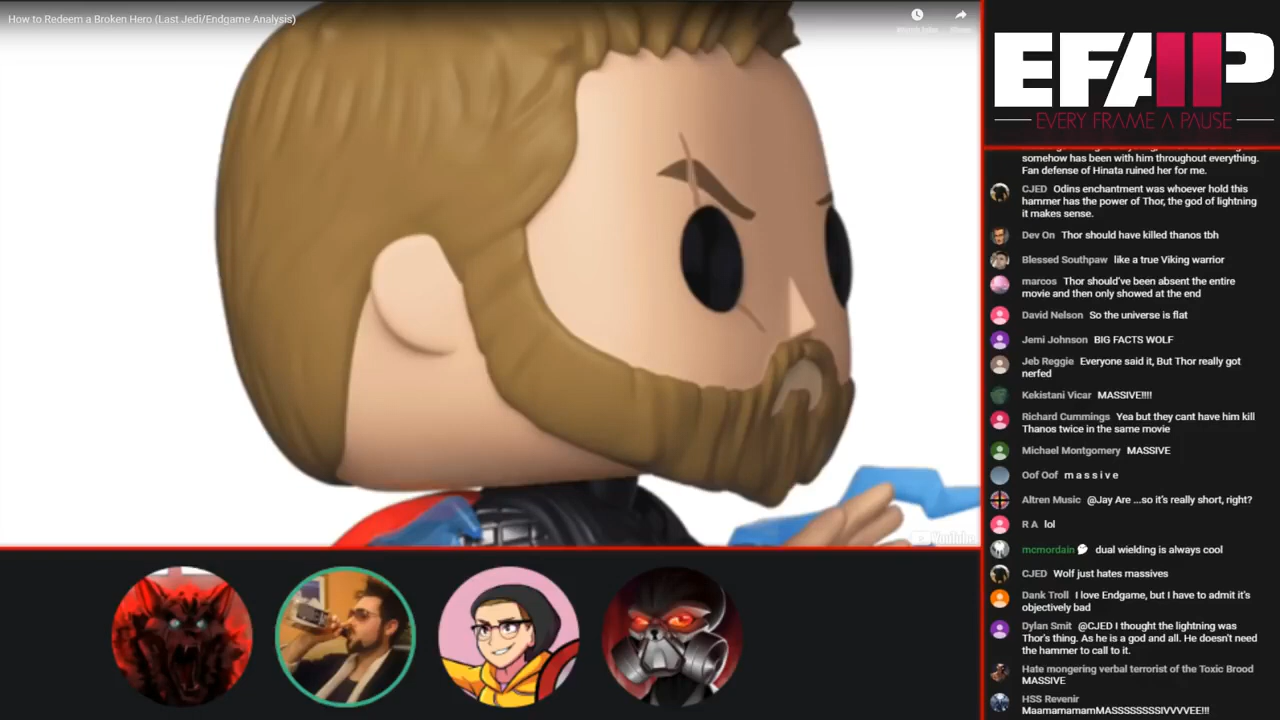 How to Redeem a Broken Hero (Last Jedi/Endgame Analysis)
Share
YouTube
EFAP
EVERY FRAME A PAUSE
somehow has been with him throughout everything.
Fan defense of Hinata ruined her for me.
CJED Odins enchantment was whoever hold this
hammer has the power of Thor, the god of lightning
it makes sense.
Dev On Thor should have killed thanos tbh
Blessed Southpaw like a true Viking warrior
marcos Thor should've been absent the entire
movie and then only showed at the end
David Nelson So the universe is flat
Jemi Johnson BIG FACTS WOLF
Jeb Reggie Everyone said it, But Thor really got
nerfed
Kekistani Vicar MASSIVE!!!!
Richard Cummings Yea but they cant have him kill
Thanos twice in the same movie
Michael Montgomery MASSIVE
Oof Oof m a s s i v e
Altren Music @Jay Are ...so it's really short, right?
R A lol
mcmordain dual wielding is always cool
CJED Wolf just hates massives
Dank Troll I love Endgame, but I have to admit it's
objectively bad
Dylan Smit @CJED I thought the lightning was
Thor's thing. As he is a god and all. He doesn't need
the hammer to call to it.
Hate mongering verbal terrorist of the Toxic Brood
MASSIVE
HSS Revenir
MaamamamamMASSSSSSSSIVVVVEE!!!